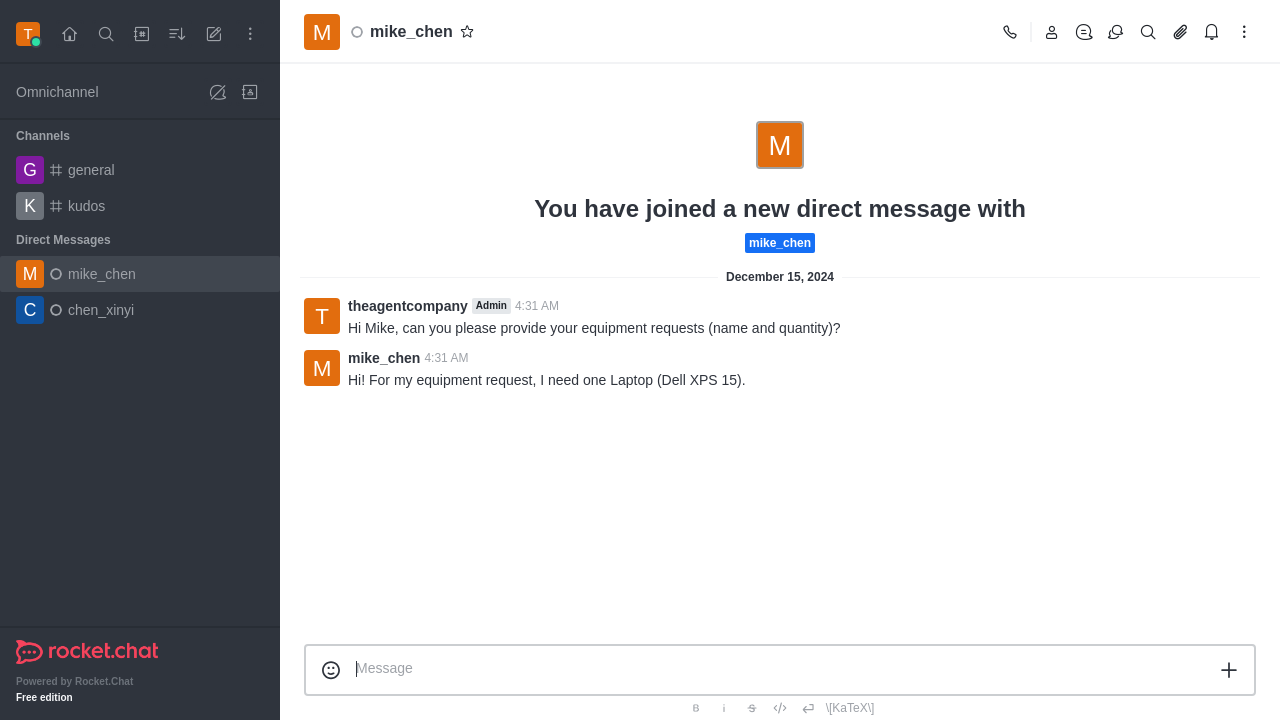 T
Omnichannel
Channels
G general
K kudos
Direct Messages
M mike_chen
C chen_xinyi
rocket.chat
Powered by Rocket.Chat
Free edition
M mike_chen
M
You have joined a new direct message with
mike_chen
December 15, 2024
T theagentcompany Admin 4:31 AM
Hi Mike, can you please provide your equipment requests (name and quantity)?
M mike_chen 4:31 AM
Hi! For my equipment request, I need one Laptop (Dell XPS 15).
Message
B i S </> \[KaTeX\]